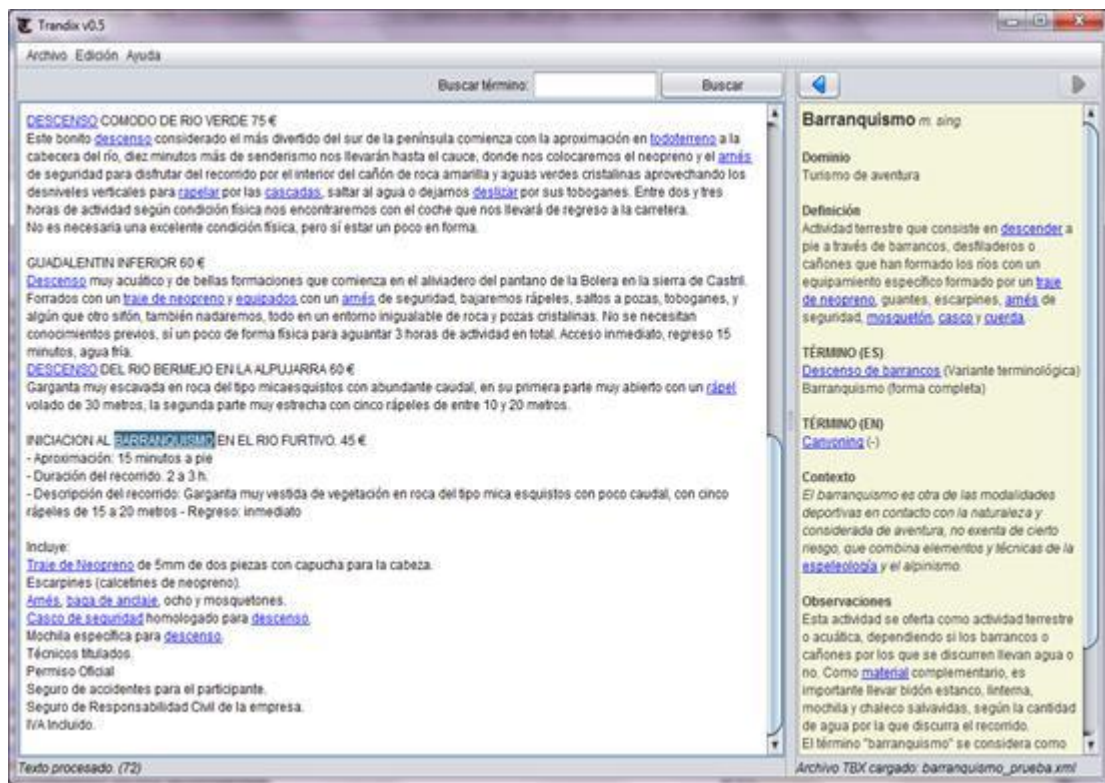 Trandix v0.5
Archivo Edición Ayuda
Buscar término:
Buscar
DESCENSO COMODO DE RIO VERDE 75 €
Este bonito descenso considerado el más divertido del sur de la península comienza con la aproximación en todoterreno a la
cabecera del río, diez minutos más de senderismo nos llevarán hasta el cauce, donde nos colocaremos el neopreno y el arnés
de seguridad para disfrutar del recorrido por el interior del cañón de roca amarilla y aguas verdes cristalinas aprovechando los
desniveles verticales para rapelar por las cascadas, saltar al agua o dejarnos deslizar por sus toboganes. Entre dos y tres
horas de actividad según condición física nos encontraremos con el coche que nos llevará de regreso a la carretera.
No es necesaria una excelente condición física, pero sí estar un poco en forma.
GUADALENTIN INFERIOR 60 €
Descenso muy acuático y de bellas formaciones que comienza en el aliviadero del pantano de la Bolera en la sierra de Castril.
Forrados con un traje de neopreno y equipados con un arnés de seguridad, bajaremos rápeles, saltos a pozas, toboganes, y
algún que otro sifón, también nadaremos, todo en un entorno inigualable de roca y pozas cristalinas. No se necesitan
conocimientos previos, sí un poco de forma física para aguantar 3 horas de actividad en total. Acceso inmediato, regreso 15
minutos, agua fría.
DESCENSO DEL RIO BERMEJO EN LA ALPUJARRA 60 €
Garganta muy escavada en roca del tipo micaesquistos con abundante caudal, en su primera parte muy abierto con un rápel
volado de 30 metros, la segunda parte muy estrecha con cinco rápeles de entre 10 y 20 metros.
INICIACION AL BARRANQUISMO EN EL RIO FURTIVO. 45 €
- Aproximación: 15 minutos a pie
- Duración del recorrido. 2 a 3 h.
- Descripción del recorrido: Garganta muy vestida de vegetación en roca del tipo mica esquistos con poco caudal, con cinco
rápeles de 15 a 20 metros - Regreso: inmediato
Incluye:
Traje de Neopreno de 5mm de dos piezas con capucha para la cabeza.
Escarpines (calcetines de neopreno).
Arnés, baga de anclaje, ocho y mosquetones.
Casco de seguridad homologado para descenso.
Mochila específica para descenso.
Técnicos titulados.
Permiso Oficial
Seguro de accidentes para el participante.
Seguro de Responsabilidad Civil de la empresa.
IVA Incluido.
Texto procesado. (72)
Barranquismo m. sing.
Dominio
Turismo de aventura
Definición
Actividad terrestre que consiste en descender a
pie a través de barrancos, desfiladeros o
cañones que han formado los ríos con un
equipamiento específico formado por un traje
de neopreno, guantes, escarpines, arnés de
seguridad, mosquetón, casco y cuerda.
TÉRMINO (ES)
Descenso de barrancos (Variante terminológica)
Barranquismo (forma completa)
TÉRMINO (EN)
Canyoning (-)
Contexto
El barranquismo es otra de las modalidades
deportivas en contacto con la naturaleza y
considerada de aventura, no exenta de cierto
riesgo, que combina elementos y técnicas de la
espeleología y el alpinismo.
Observaciones
Esta actividad se oferta como actividad terrestre
o acuática, dependiendo si los barrancos o
cañones por los que se discurren llevan agua o
no. Como material complementario, es
importante llevar bidón estanco, linterna,
mochila y chaleco salvavidas, según la cantidad
de agua por la que discurra el recorrido.
El término "barranquismo" se considera como
Archivo TBX cargado: barranquismo_prueba.xml